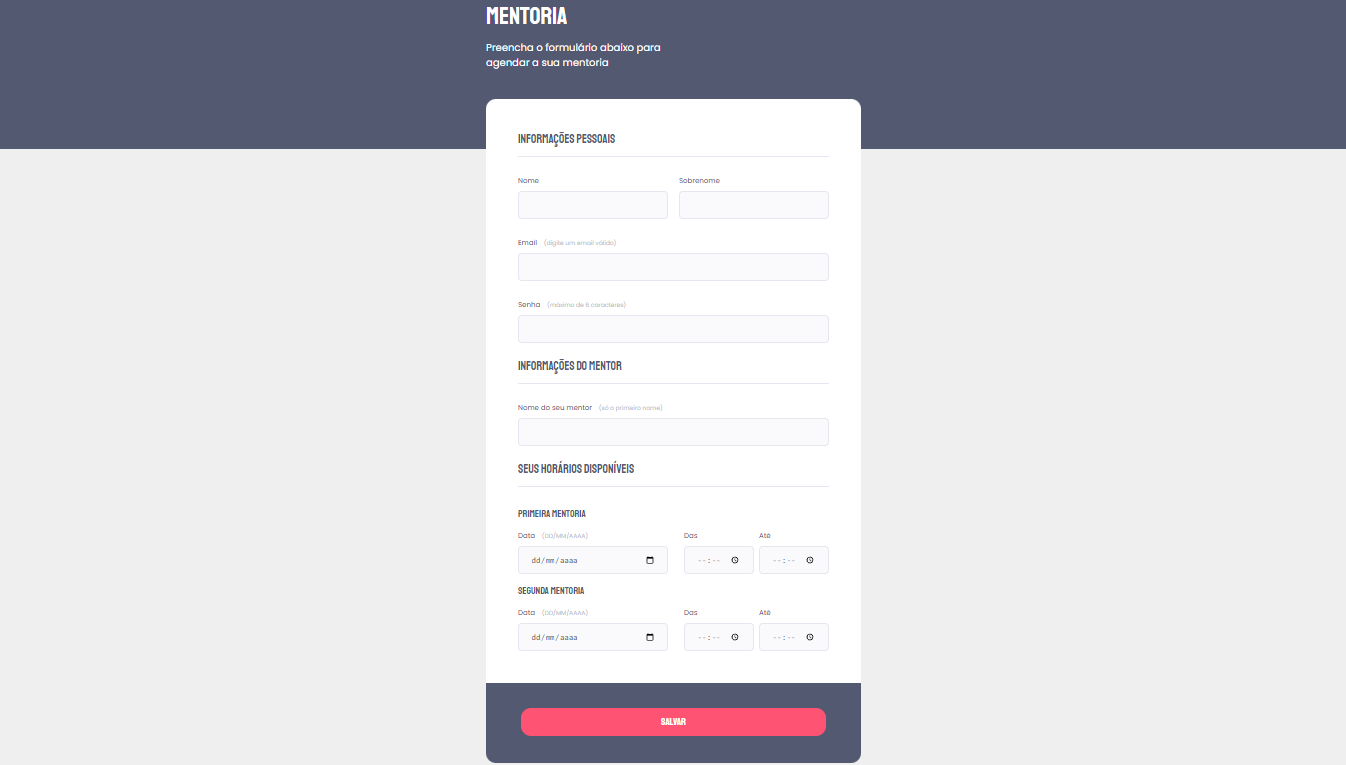 MENTORIA
Preencha o formulário abaixo para
agendar a sua mentoria
INFORMAÇÕES PESSOAIS
Nome Sobrenome
Email (digite um email válido)
Senha (máximo de 8 caracteres)
INFORMAÇÕES DO MENTOR
Nome do seu mentor (só o primeiro nome)
SEUS HORÁRIOS DISPONÍVEIS
PRIMEIRA MENTORIA
Data (DD/MM/AAAA) Das Até
dd/mm/aaaa --:-- --:--
SEGUNDA MENTORIA
Data (DD/MM/AAAA) Das Até
dd/mm/aaaa --:-- --:--
SALVAR